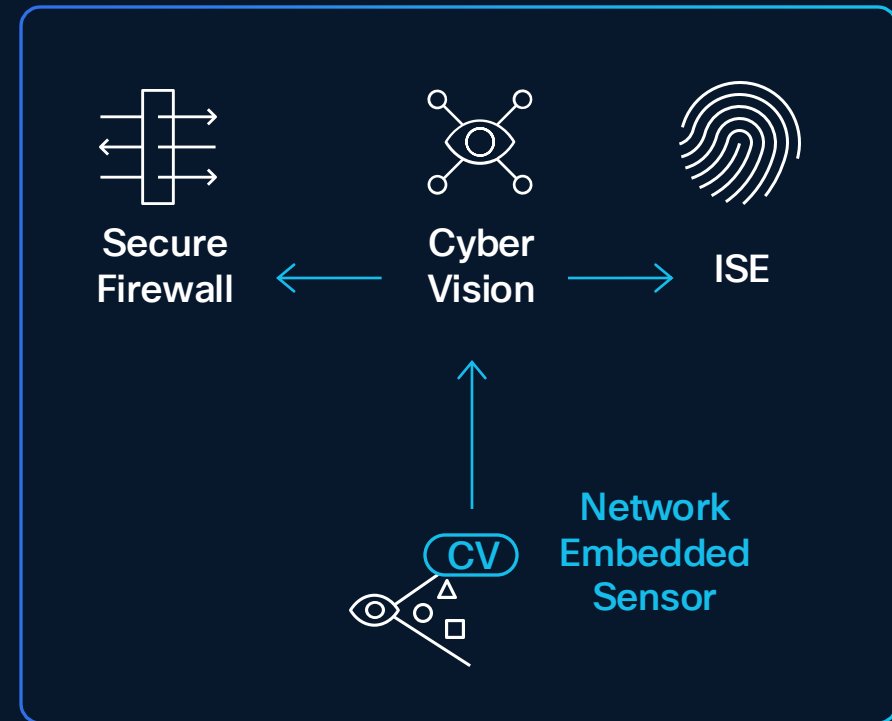 Secure
Firewall
Cyber
Vision
ISE
CV
Network
Embedded
Sensor